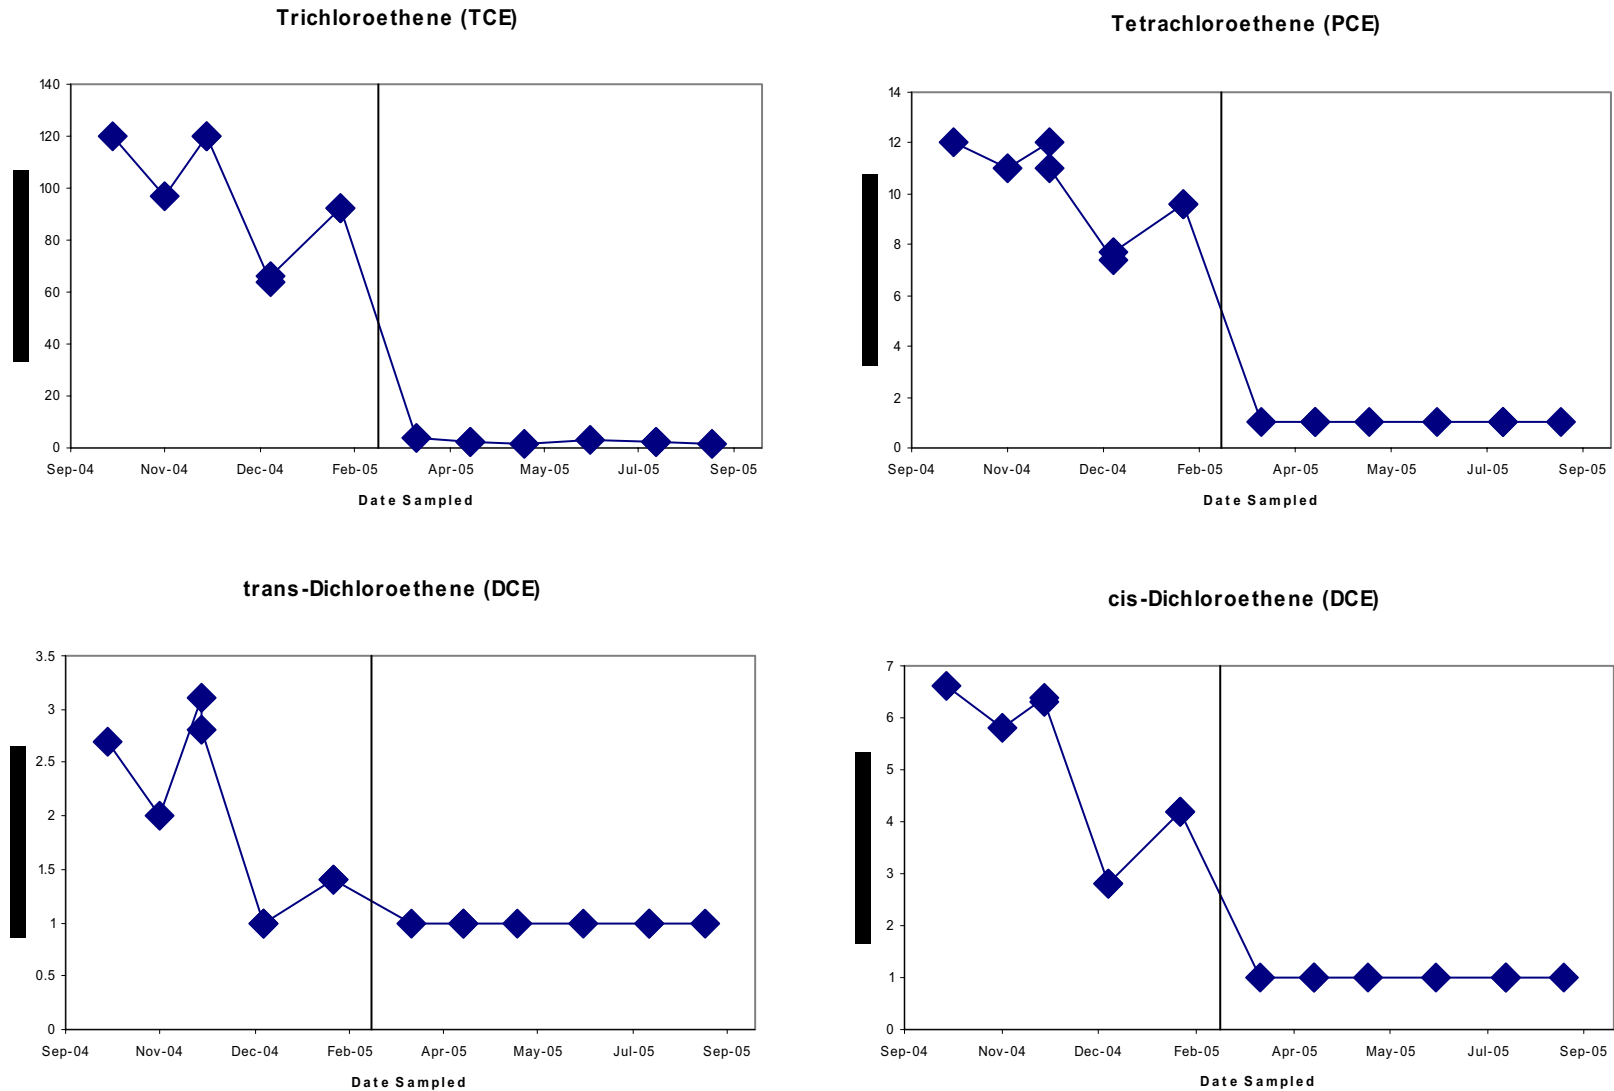 Trichloroethene (TCE)
140
120
100
80
60
40
20
0
Sep-04 Nov-04 Dec-04 Feb-05 Apr-05 May-05 Jul-05 Sep-05
Date Sampled
Tetrachloroethene (PCE)
14
12
10
8
6
4
2
0
Sep-04 Nov-04 Dec-04 Feb-05 Apr-05 May-05 Jul-05 Sep-05
Date Sampled
trans-Dichloroethene (DCE)
3.5
3
2.5
2
1.5
1
0.5
0
Sep-04 Nov-04 Dec-04 Feb-05 Apr-05 May-05 Jul-05 Sep-05
Date Sampled
cis-Dichloroethene (DCE)
7
6
5
4
3
2
1
0
Sep-04 Nov-04 Dec-04 Feb-05 Apr-05 May-05 Jul-05 Sep-05
Date Sampled